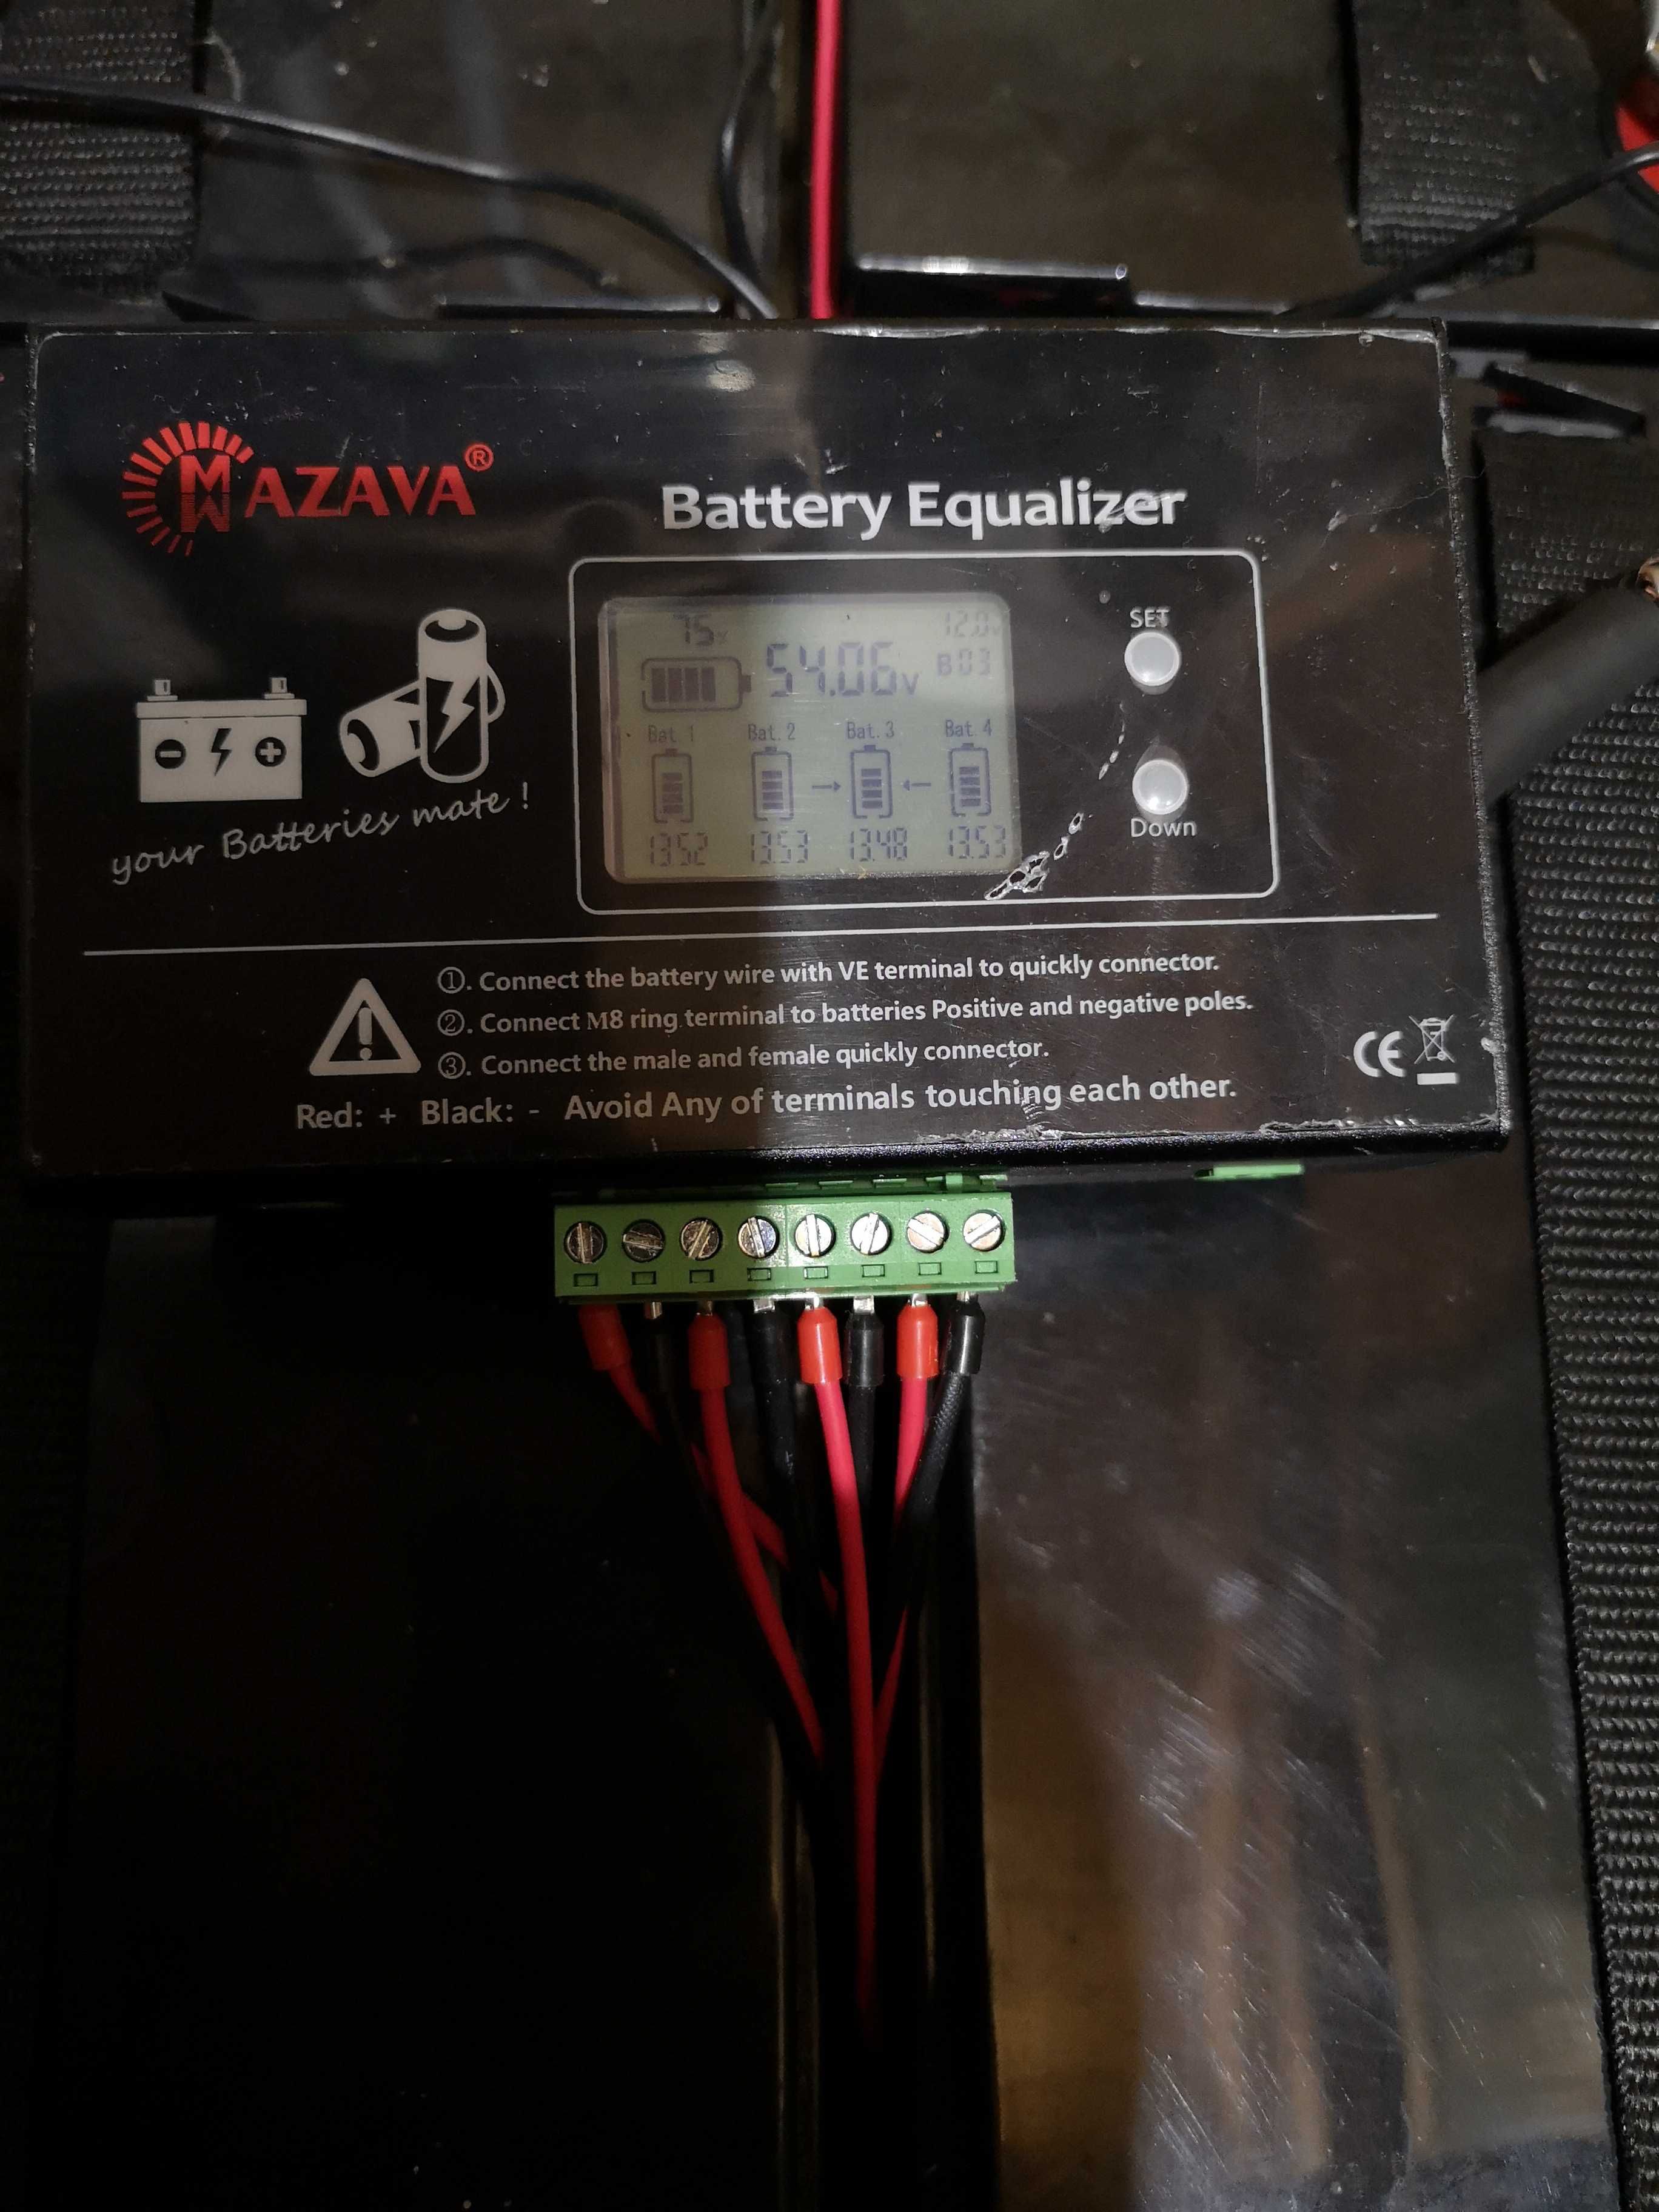 MAZAVA®
Battery Equalizer
75v
12.0v
54.06v
B03
SET
Bat. 1 Bat. 2 Bat. 3 Bat. 4
→ ←
13.52 13.53 13.48 13.53
Down
- +
your Batteries mate !
①. Connect the battery wire with VE terminal to quickly connector.
②. Connect M8 ring terminal to batteries Positive and negative poles.
③. Connect the male and female quickly connector.
Red: + Black: - Avoid Any of terminals touching each other.
CE